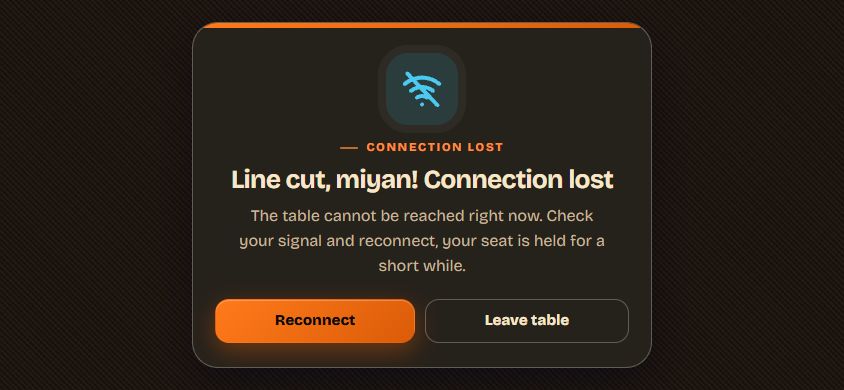 CONNECTION LOST
Line cut, miyan! Connection lost
The table cannot be reached right now. Check
your signal and reconnect, your seat is held for a
short while.
Reconnect
Leave table